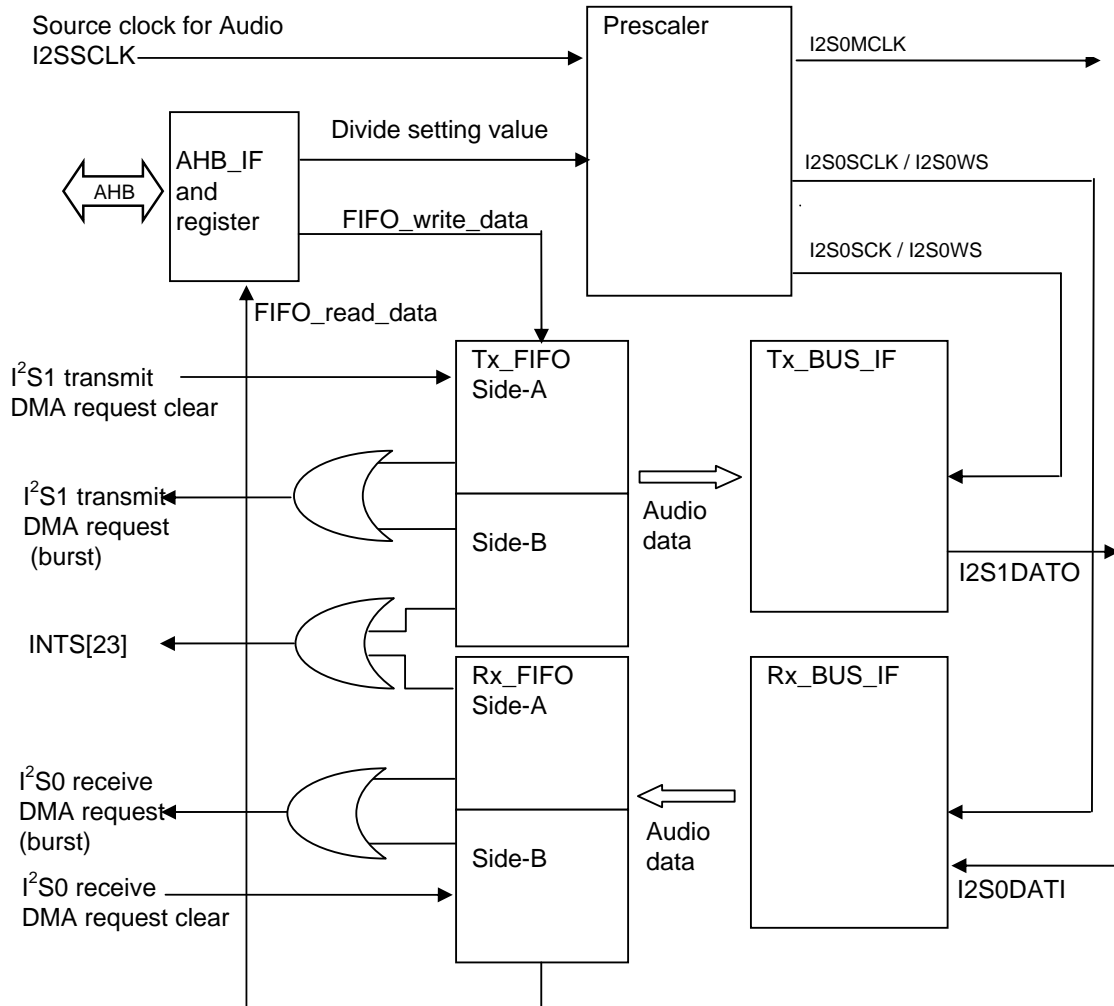 Source clock for Audio
I2SSCLK
Prescaler
I2S0MCLK
Divide setting value
AHB_IF
and
register
AHB
I2S0SCLK / I2S0WS
FIFO_write_data
I2S0SCK / I2S0WS
FIFO_read_data
Tx_FIFO
Side-A
Tx_BUS_IF
I²S1 transmit
DMA request clear
I²S1 transmit
DMA request
(burst)
Audio
data
Side-B
I2S1DATO
INTS[23]
Rx_FIFO
Side-A
Rx_BUS_IF
I²S0 receive
DMA request
(burst)
Audio
data
Side-B
I²S0 receive
DMA request clear
I2S0DATI